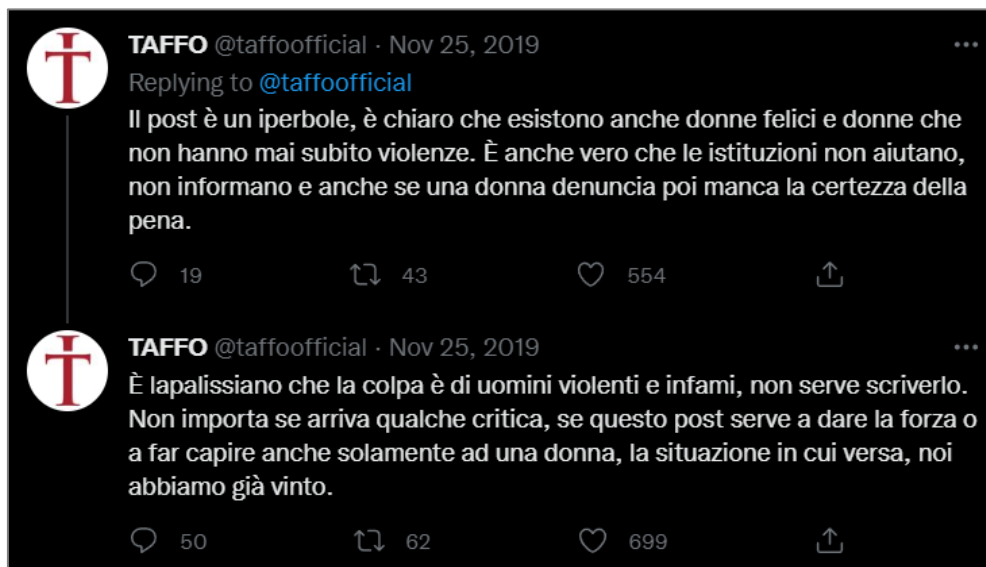 TAFFO @taffoofficial · Nov 25, 2019
Replying to @taffoofficial
Il post è un iperbole, è chiaro che esistono anche donne felici e donne che
non hanno mai subito violenze. È anche vero che le istituzioni non aiutano,
non informano e anche se una donna denuncia poi manca la certezza della
pena.
19 43 554
TAFFO @taffoofficial · Nov 25, 2019
È lapalissiano che la colpa è di uomini violenti e infami, non serve scriverlo.
Non importa se arriva qualche critica, se questo post serve a dare la forza o
a far capire anche solamente ad una donna, la situazione in cui versa, noi
abbiamo già vinto.
50 62 699